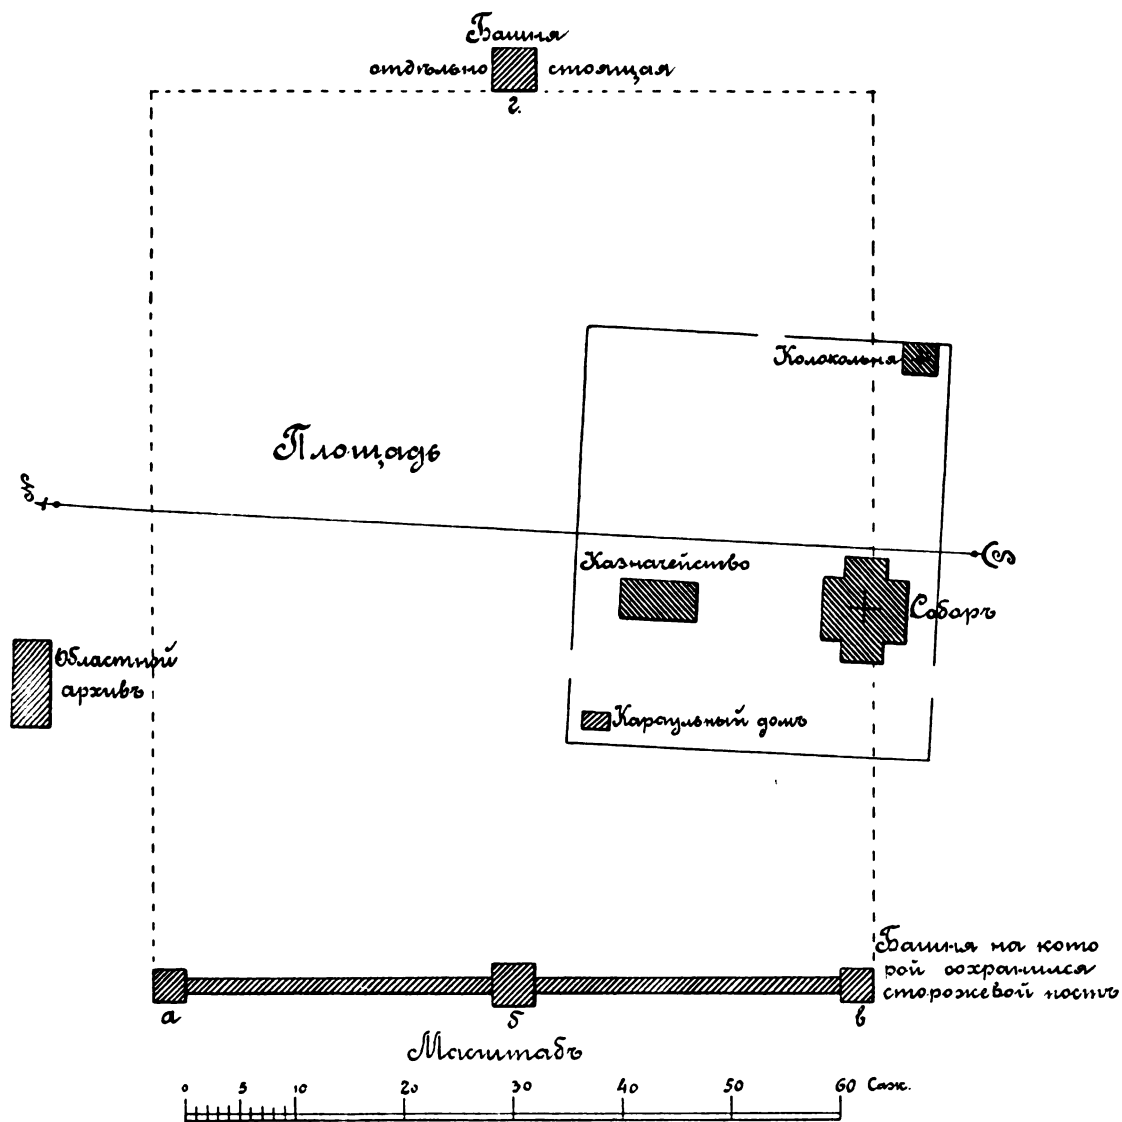 Башня
отдѣльно стоящая
г.
Колокольня
Площадь
N
S
Казначейство
Соборъ
Областной
архивъ
Караульный домъ
Башня на кото
рой сохранился
сторожевой постъ
а
б
в
Масштабъ
0 5 10 20 30 40 50 60 Саж.